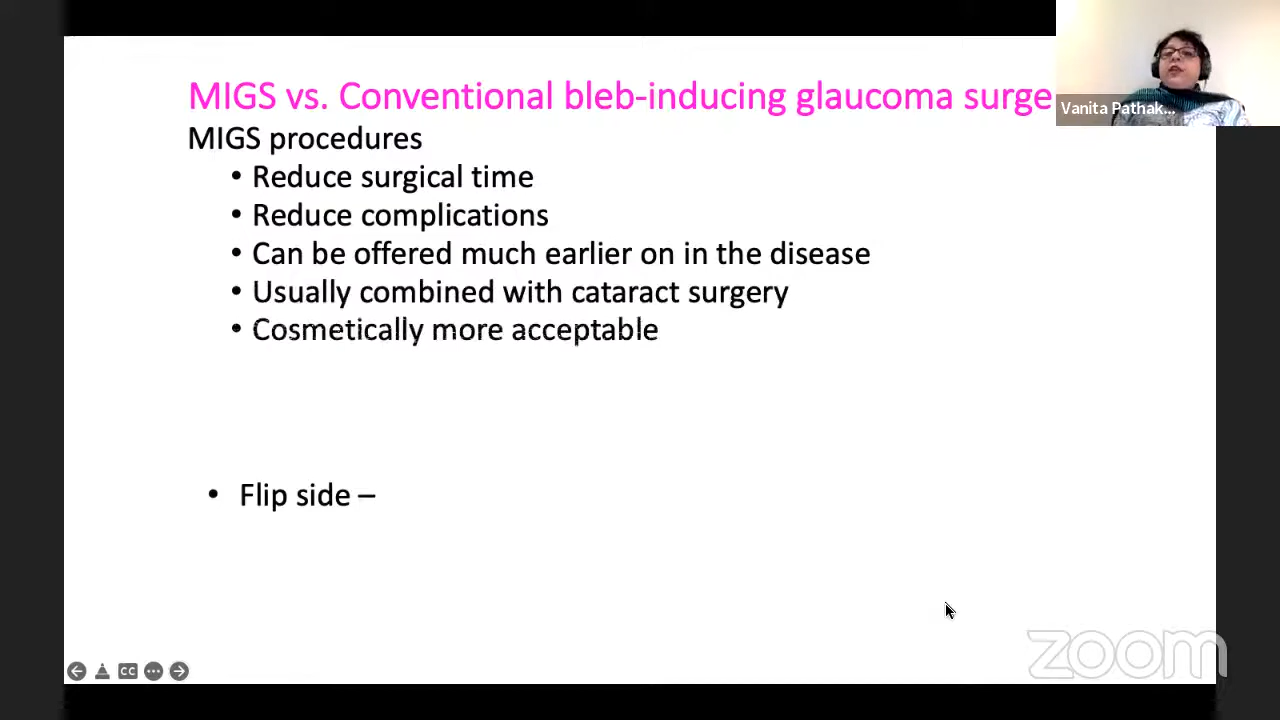 MIGS vs. Conventional bleb-inducing glaucoma surge
Vanita Pathak...
MIGS procedures
• Reduce surgical time
• Reduce complications
• Can be offered much earlier on in the disease
• Usually combined with cataract surgery
• Cosmetically more acceptable
• Flip side –
CC
zoom